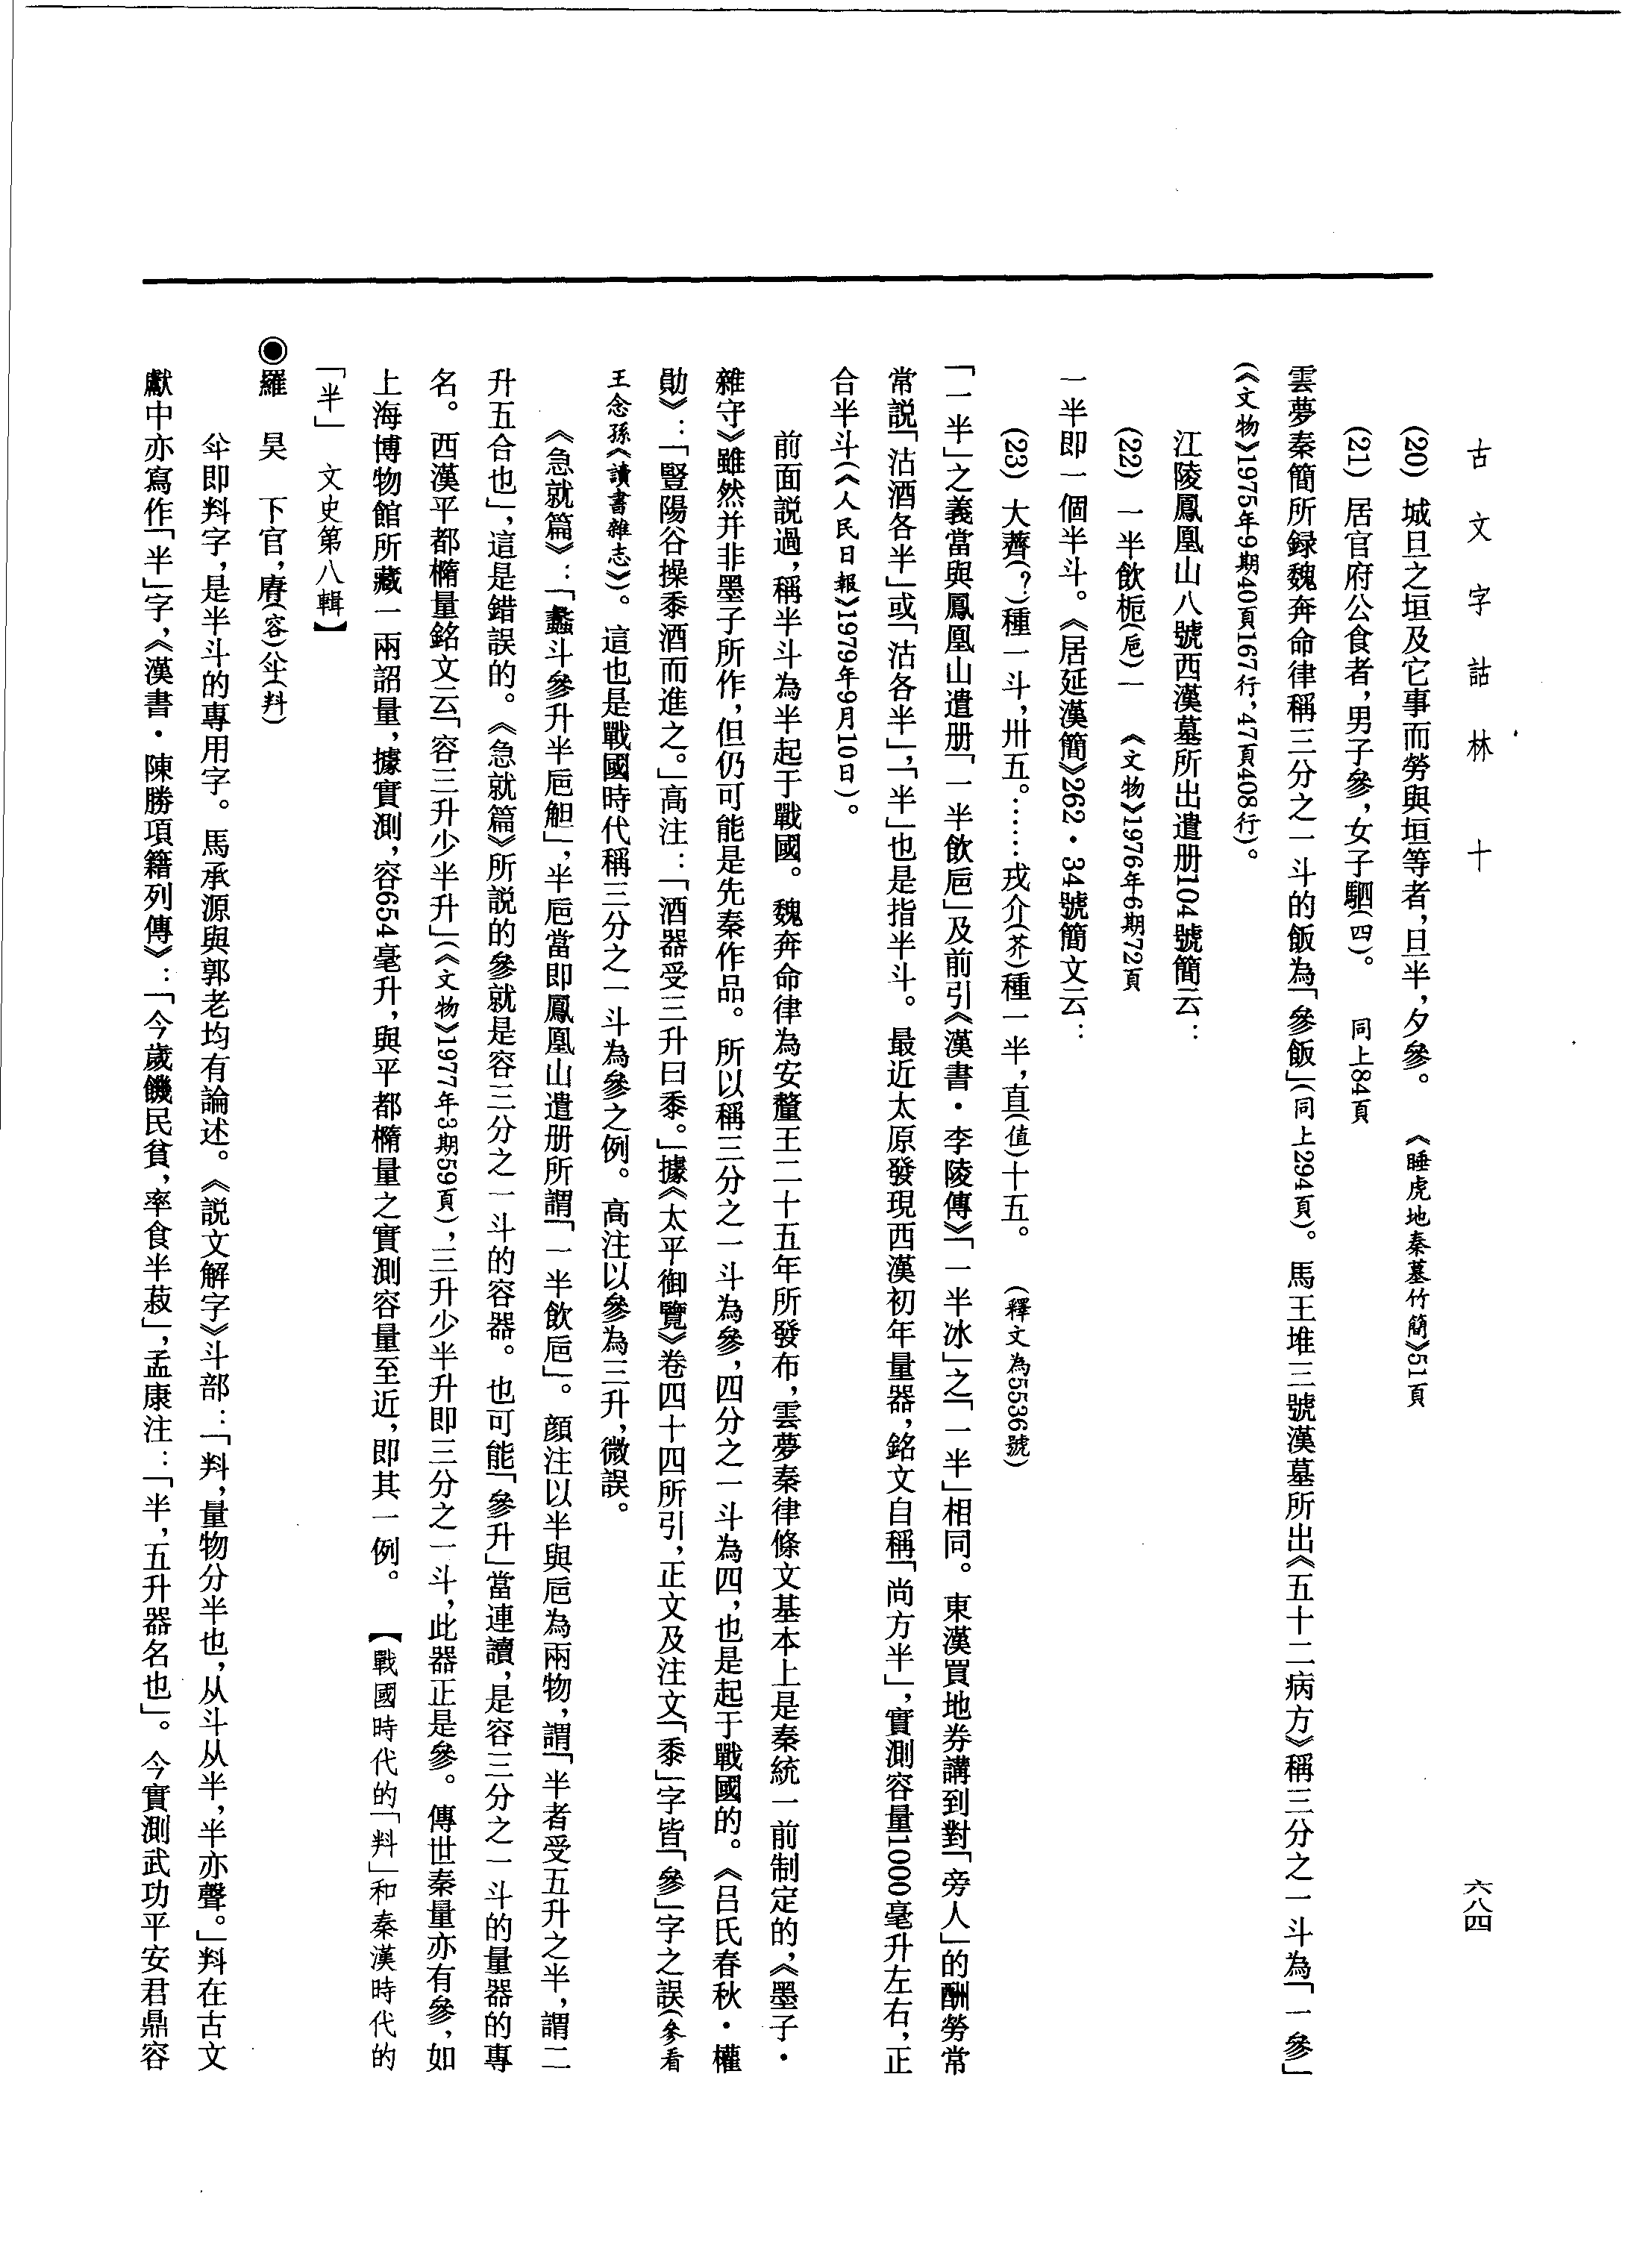 古文字詁林 十
六八四
(20) 城旦之垣及它事而勞與垣等者,旦半,夕參。 《睡虎地秦墓竹簡》51頁
(21) 居官府公食者,男子參,女子駟(四)。 同上84頁
雲夢秦簡所録魏奔命律稱三分之一斗的飯為「參飯」(同上294頁)。馬王堆三號漢墓所出《五十二病方》稱三分之一斗為「一參」
(《文物》1975年9期40頁167行,47頁408行)。
江陵鳳凰山八號西漢墓所出遣册104號簡云:
(22) 一半飲梔(卮)一 《文物》1976年6期72頁
一半即一個半斗。《居延漢簡》262·34號簡文云:
(23) 大薺(?)種一斗,卅五。……戎介(芥)種一半,直(值)十五。 (釋文為5536號)
「一半」之義當與鳳凰山遣册「一半飲卮」及前引《漢書·李陵傳》「一半冰」之「一半」相同。東漢買地券講到對「旁人」的酬勞常
常説「沽酒各半」或「沽各半」,「半」也是指半斗。最近太原發現西漢初年量器,銘文自稱「尚方半」,實測容量1000毫升左右,正
合半斗(《人民日報》1979年9月10日)。
前面説過,稱半斗為半起于戰國。魏奔命律為安釐王二十五年所發布,雲夢秦律條文基本上是秦統一前制定的,《墨子·
雜守》雖然并非墨子所作,但仍可能是先秦作品。所以稱三分之一斗為參,四分之一斗為四,也是起于戰國的。《吕氏春秋·權
勛》:「豎陽谷操黍酒而進之。」高注:「酒器受三升曰黍。」據《太平御覽》卷四十四所引,正文及注文「黍」字皆「參」字之誤(參看
王念孫《讀書雜志》)。這也是戰國時代稱三分之一斗為參之例。高注以參為三升,微誤。
《急就篇》:「蠡斗參升半卮觛」,半卮當即鳳凰山遣册所謂「一半飲卮」。顔注以半與卮為兩物,謂「半者受五升之半,謂二
升五合也」,這是錯誤的。《急就篇》所説的參就是容三分之一斗的容器。也可能「參升」當連讀,是容三分之一斗的量器的專
名。西漢平都橢量銘文云「容三升少半升」(《文物》1977年3期59頁),三升少半升即三分之一斗,此器正是參。傳世秦量亦有參,如
上海博物館所藏一兩詔量,據實測,容654毫升,與平都橢量之實測容量至近,即其一例。 【戰國時代的「料」和秦漢時代的
「半」 文史第八輯】
◉羅 昊 下官,𢊾(容)伞(料)
伞即料字,是半斗的專用字。馬承源與郭老均有論述。《説文解字》斗部:「料,量物分半也,从斗从半,半亦聲。」料在古文
獻中亦寫作「半」字,《漢書·陳勝項籍列傳》:「今歲饑民貧,率食半菽」,孟康注:「半,五升器名也」。今實測武功平安君鼎容